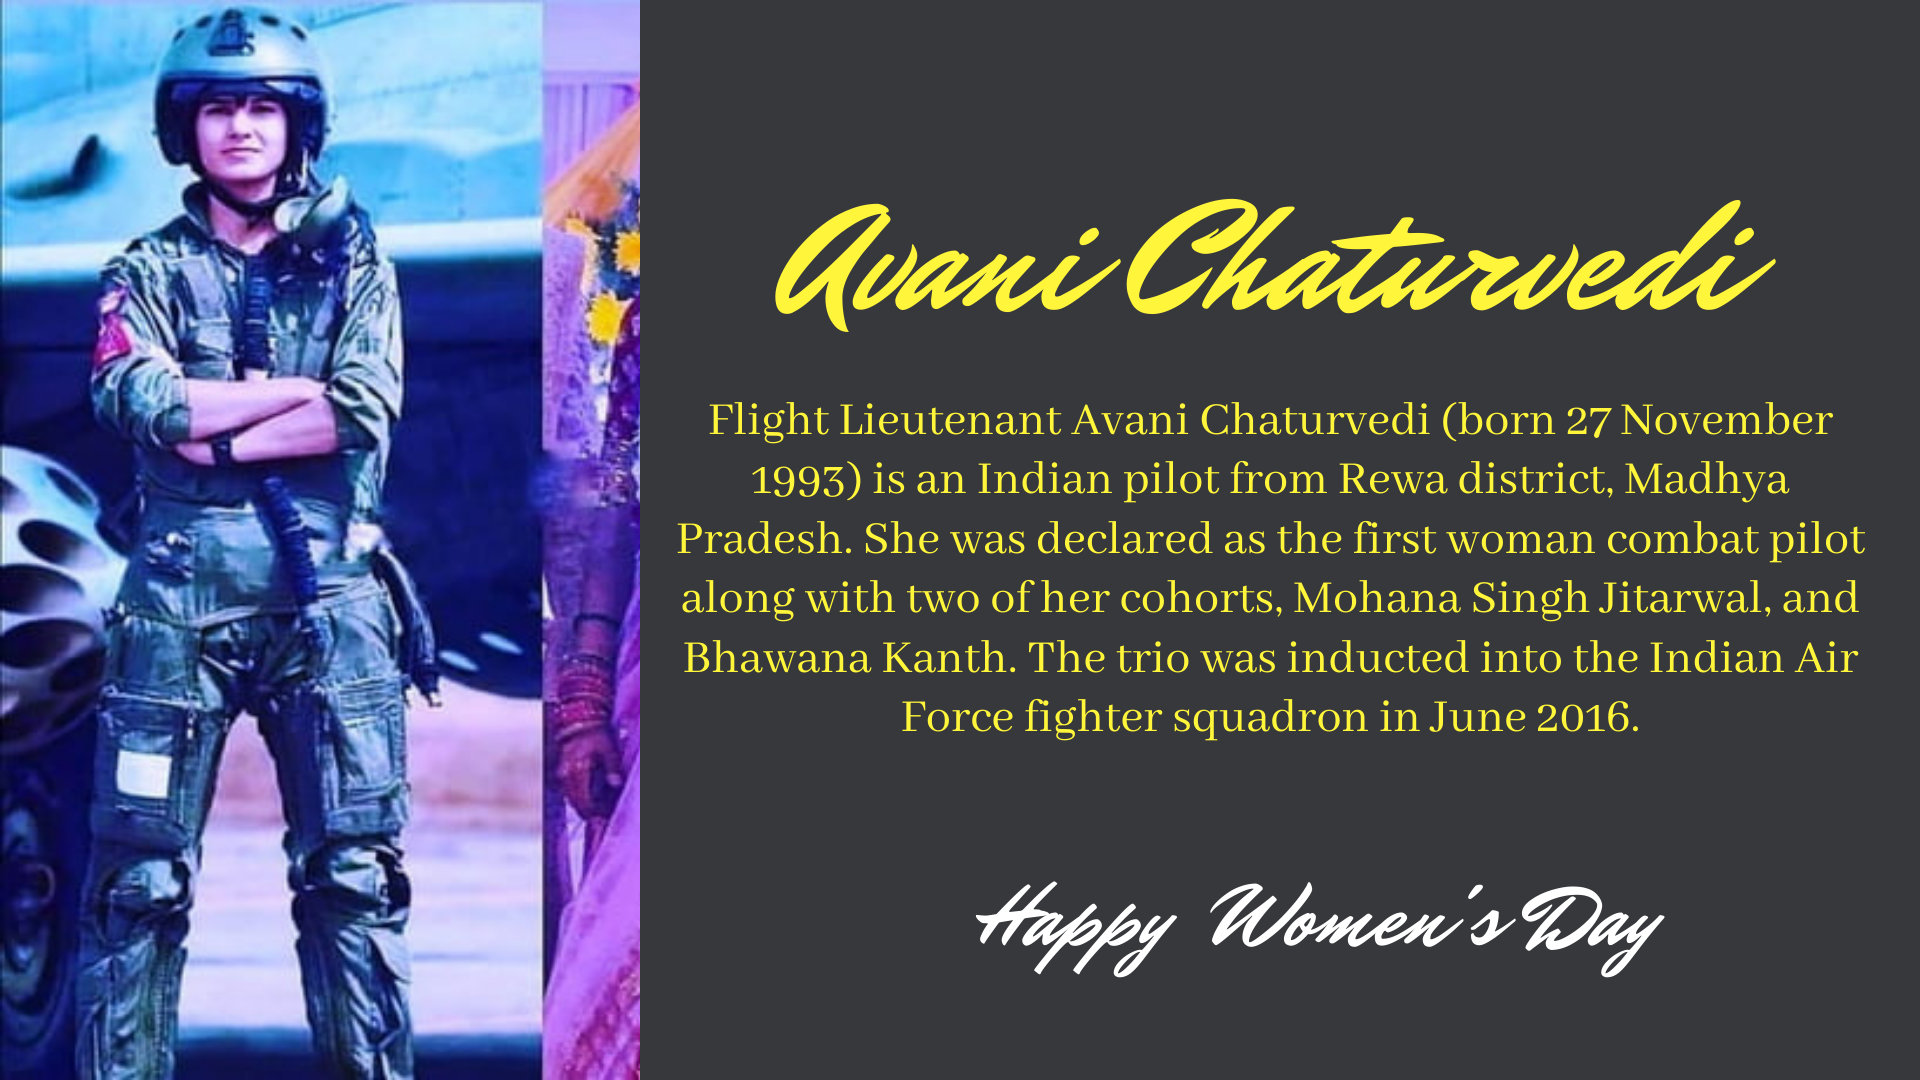 Avani Chaturvedi
Flight Lieutenant Avani Chaturvedi (born 27 November
1993) is an Indian pilot from Rewa district, Madhya
Pradesh. She was declared as the first woman combat pilot
along with two of her cohorts, Mohana Singh Jitarwal, and
Bhawana Kanth. The trio was inducted into the Indian Air
Force fighter squadron in June 2016.
Happy Women's Day